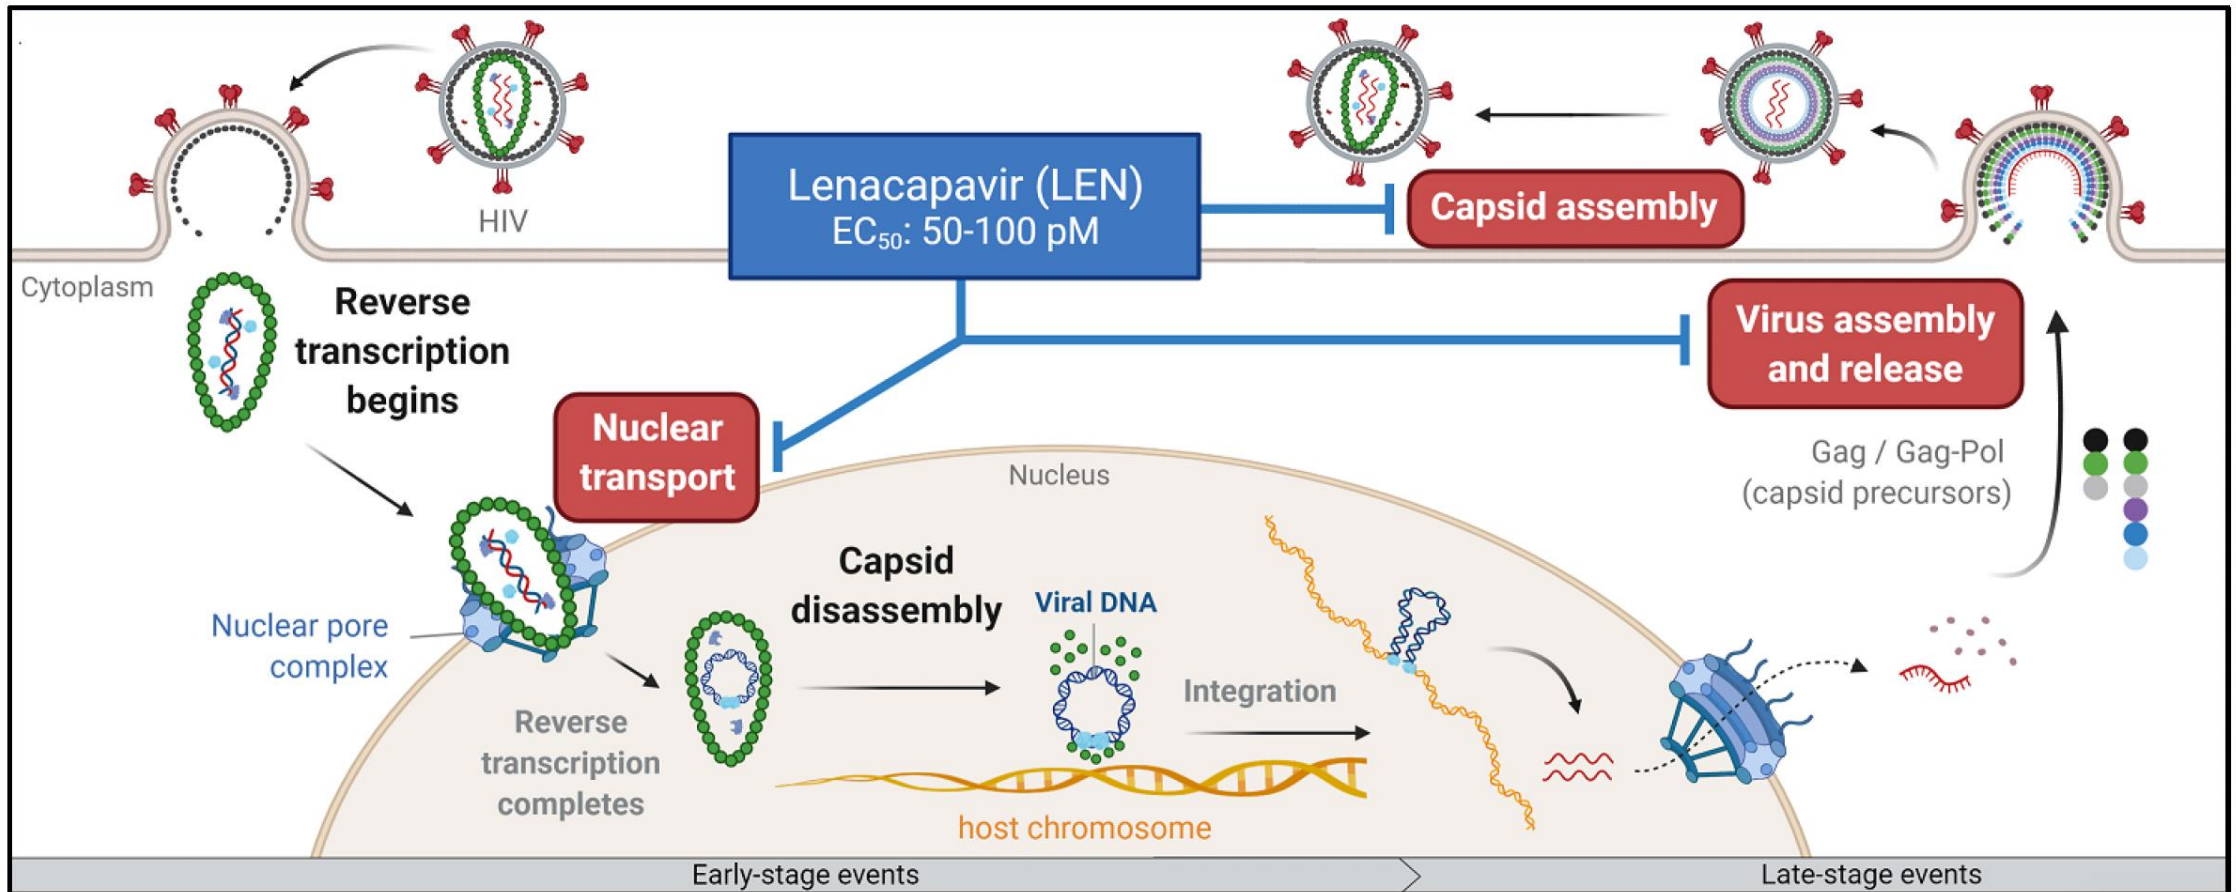 HIV
Lenacapavir (LEN)
EC₅₀: 50-100 pM
Capsid assembly
Cytoplasm
Reverse
transcription
begins
Virus assembly
and release
Nuclear
transport
Gag / Gag-Pol
(capsid precursors)
Nucleus
Nuclear pore
complex
Capsid
disassembly
Viral DNA
Reverse
transcription
completes
Integration
host chromosome
Early-stage events
Late-stage events